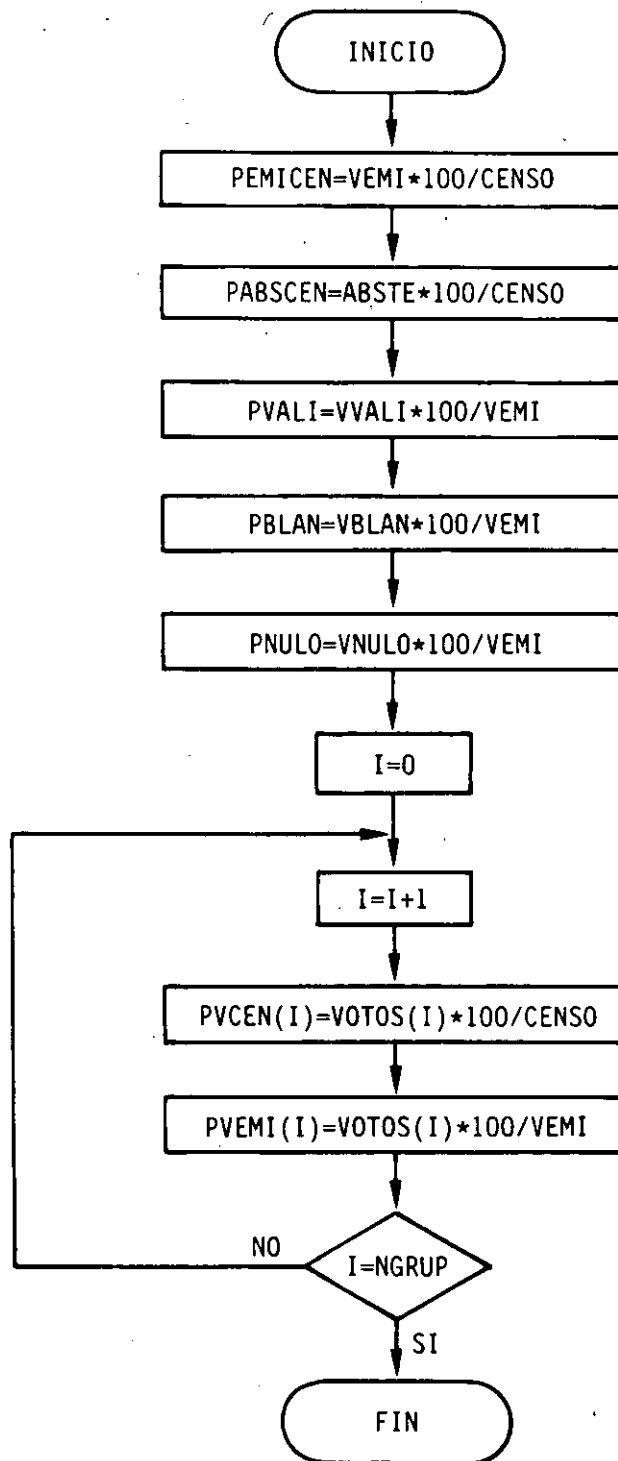 INICIO
PEMICEN=VEMI*100/CENSO
PABSCEN=ABSTE*100/CENSO
PVALI=VVALI*100/VEMI
PBLAN=VBLAN*100/VEMI
PNULO=VNULO*100/VEMI
I=0
I=I+1
PVCEN(I)=VOTOS(I)*100/CENSO
PVEMI(I)=VOTOS(I)*100/VEMI
NO
I=NGRUP
SI
FIN